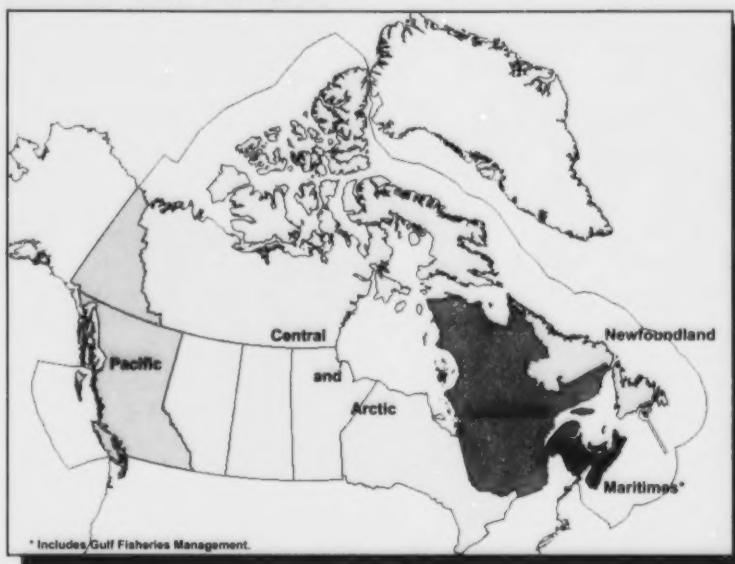 Central
Newfoundland
Pacific
and
Arctic
Maritimes*
* Includes Gulf Fisheries Management.